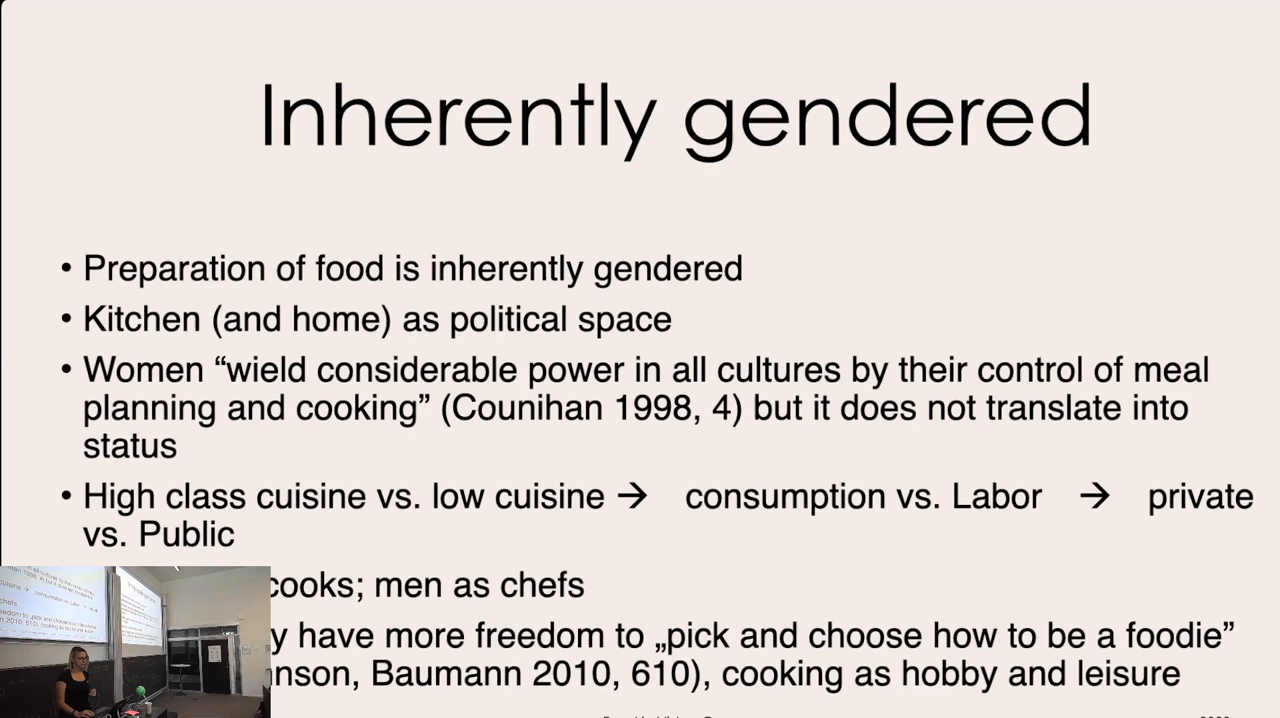 Inherently gendered
• Preparation of food is inherently gendered
• Kitchen (and home) as political space
• Women “wield considerable power in all cultures by their control of meal
planning and cooking” (Counihan 1998, 4) but it does not translate into
status
• High class cuisine vs. low cuisine → consumption vs. Labor → private
vs. Public
cooks; men as chefs
have more freedom to „pick and choose how to be a foodie”
Baumann 2010, 610), cooking as hobby and leisure